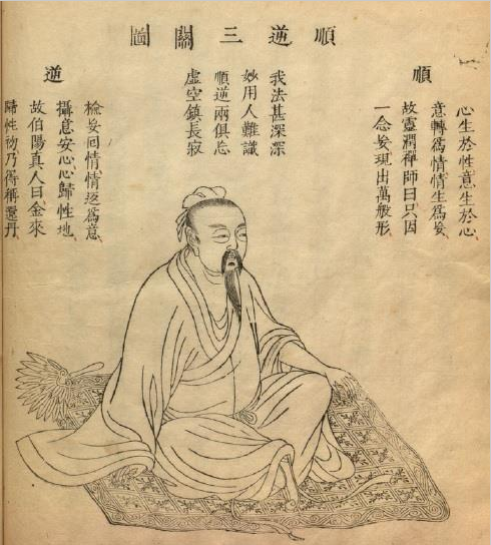 順逆三關圖
順
心生於性意生於心
意轉爲情情生爲妄
故靈潤禪師曰只因
一念妄現出萬般形
我法甚深深
妙用人難識
順逆兩俱忘
虛空鎮長寂
逆
檢妄回情情返爲意
攝意安心心歸性地
故伯陽真人曰金來
歸性初乃得稱還丹